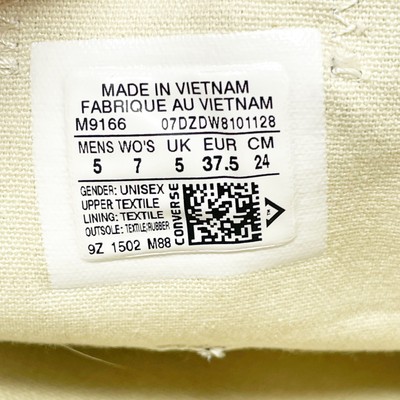 MADE IN VIETNAM
FABRIQUE AU VIETNAM
M9166 07DZDW8101128
MENS WO'S UK EUR CM
5 7 5 37.5 24
GENDER: UNISEX
UPPER TEXTILE
LINING: TEXTILE
OUTSOLE: TEXTILE/RUBBER
9Z 1502 M88
CONVERSE